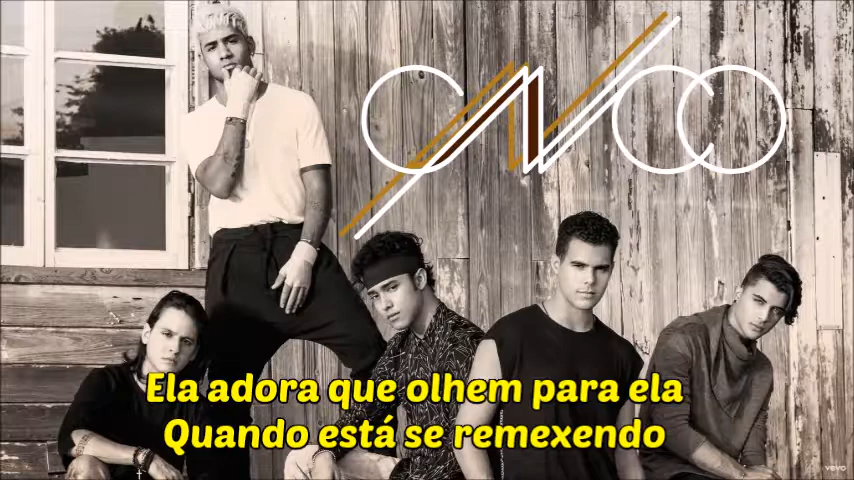 CNCO
Ela adora que olhem para ela
Quando está se remexendo
vevo